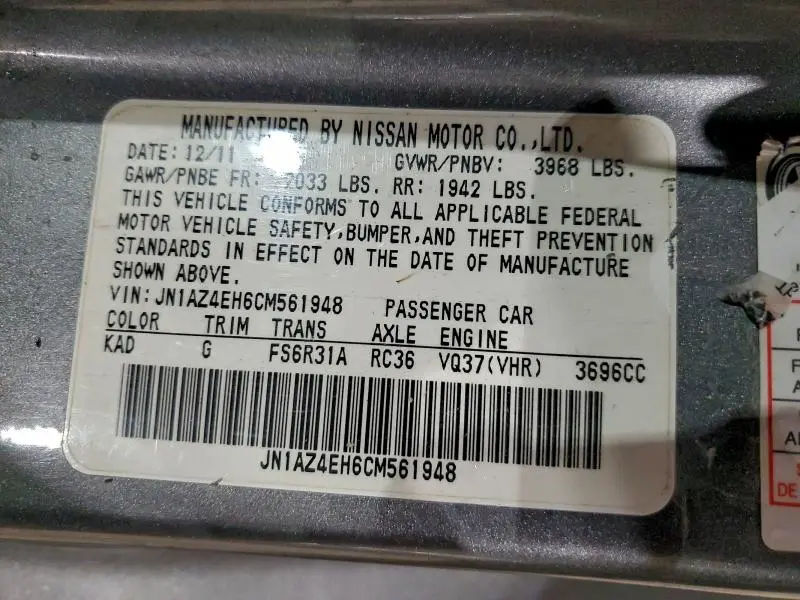 MANUFACTURED BY NISSAN MOTOR CO.,LTD.
DATE: 12/11 GVWR/PNBV: 3968 LBS.
GAWR/PNBE FR: 2033 LBS. RR: 1942 LBS.
THIS VEHICLE CONFORMS TO ALL APPLICABLE FEDERAL
MOTOR VEHICLE SAFETY,BUMPER,AND THEFT PREVENTION
STANDARDS IN EFFECT ON THE DATE OF MANUFACTURE
SHOWN ABOVE.
VIN:JN1AZ4EH6CM561948 PASSENGER CAR
COLOR TRIM TRANS AXLE ENGINE
KAD G FS6R31A RC36 VQ37(VHR) 3696CC
JN1AZ4EH6CM561948
DE